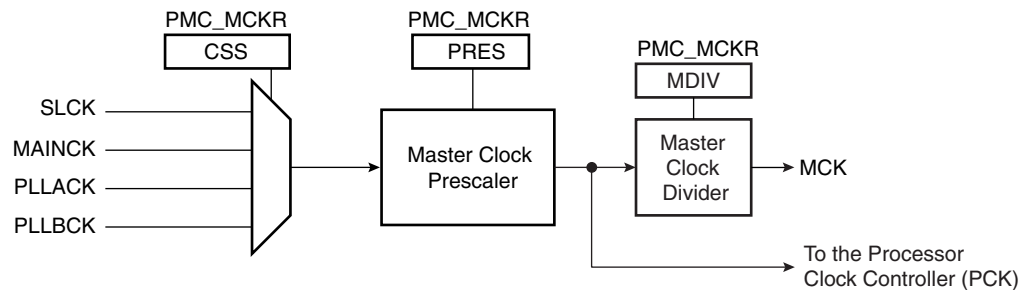 PMC_MCKR
CSS
PMC_MCKR
PRES
PMC_MCKR
MDIV
SLCK
MAINCK
PLLACK
PLLBCK
Master Clock
Prescaler
Master
Clock
Divider
MCK
To the Processor
Clock Controller (PCK)